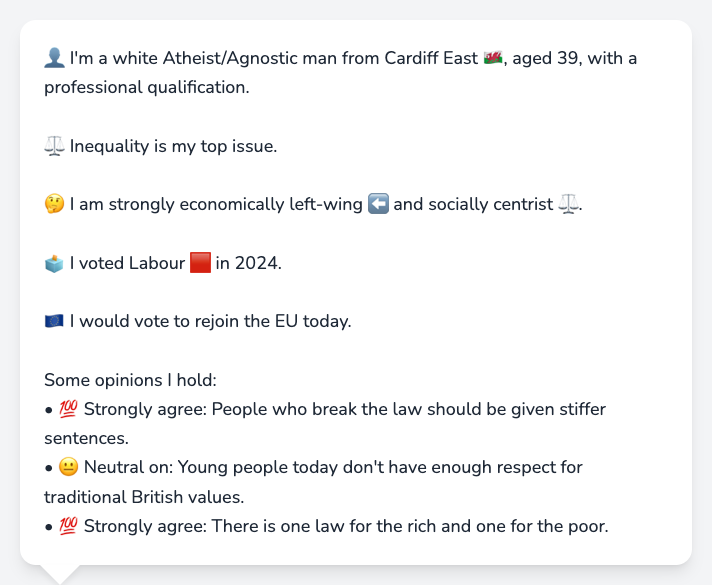 👤 I'm a white Atheist/Agnostic man from Cardiff East 🏴󠁧󠁢󠁷󠁬󠁳󠁿, aged 39, with a
professional qualification.
⚖️ Inequality is my top issue.
🤔 I am strongly economically left-wing ⬅️ and socially centrist ⚖️.
🗳️ I voted Labour 🟥 in 2024.
🇪🇺 I would vote to rejoin the EU today.
Some opinions I hold:
• 💯 Strongly agree: People who break the law should be given stiffer
sentences.
• 😐 Neutral on: Young people today don't have enough respect for
traditional British values.
• 💯 Strongly agree: There is one law for the rich and one for the poor.